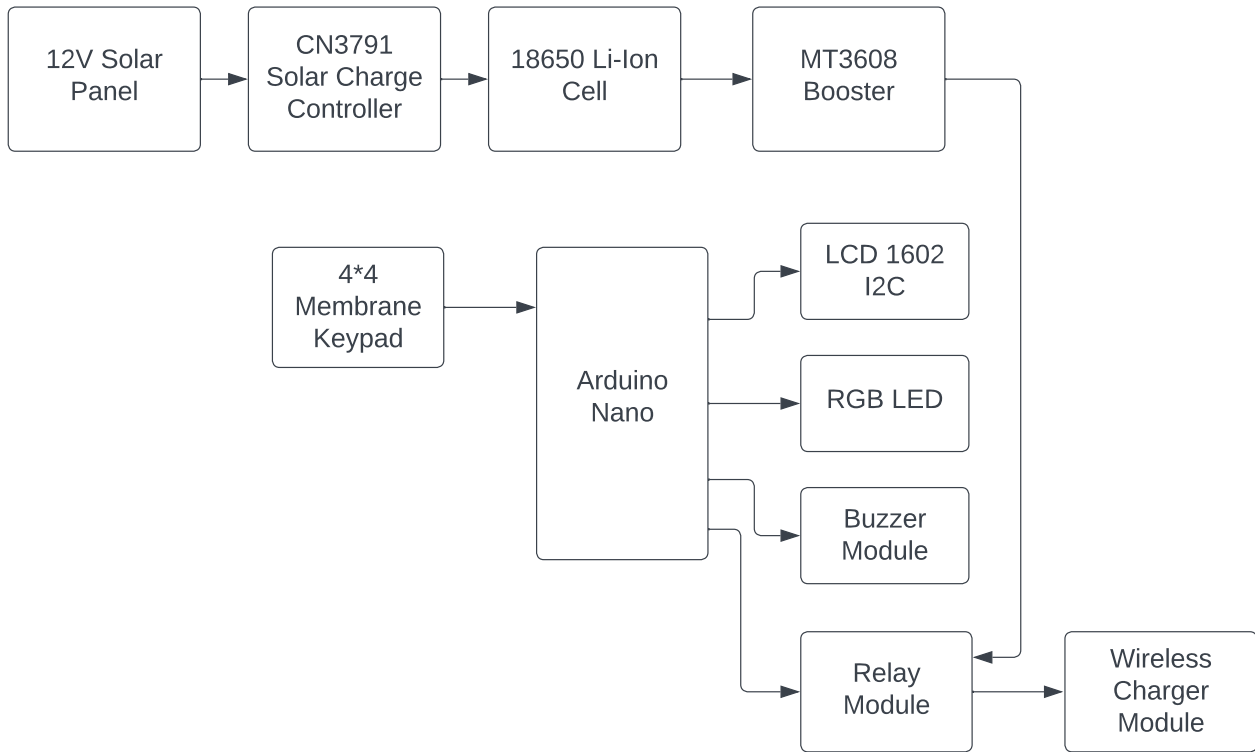 12V Solar
Panel
CN3791
Solar Charge
Controller
18650 Li-Ion
Cell
MT3608
Booster
4*4
Membrane
Keypad
Arduino
Nano
LCD 1602
I2C
RGB LED
Buzzer
Module
Relay
Module
Wireless
Charger
Module